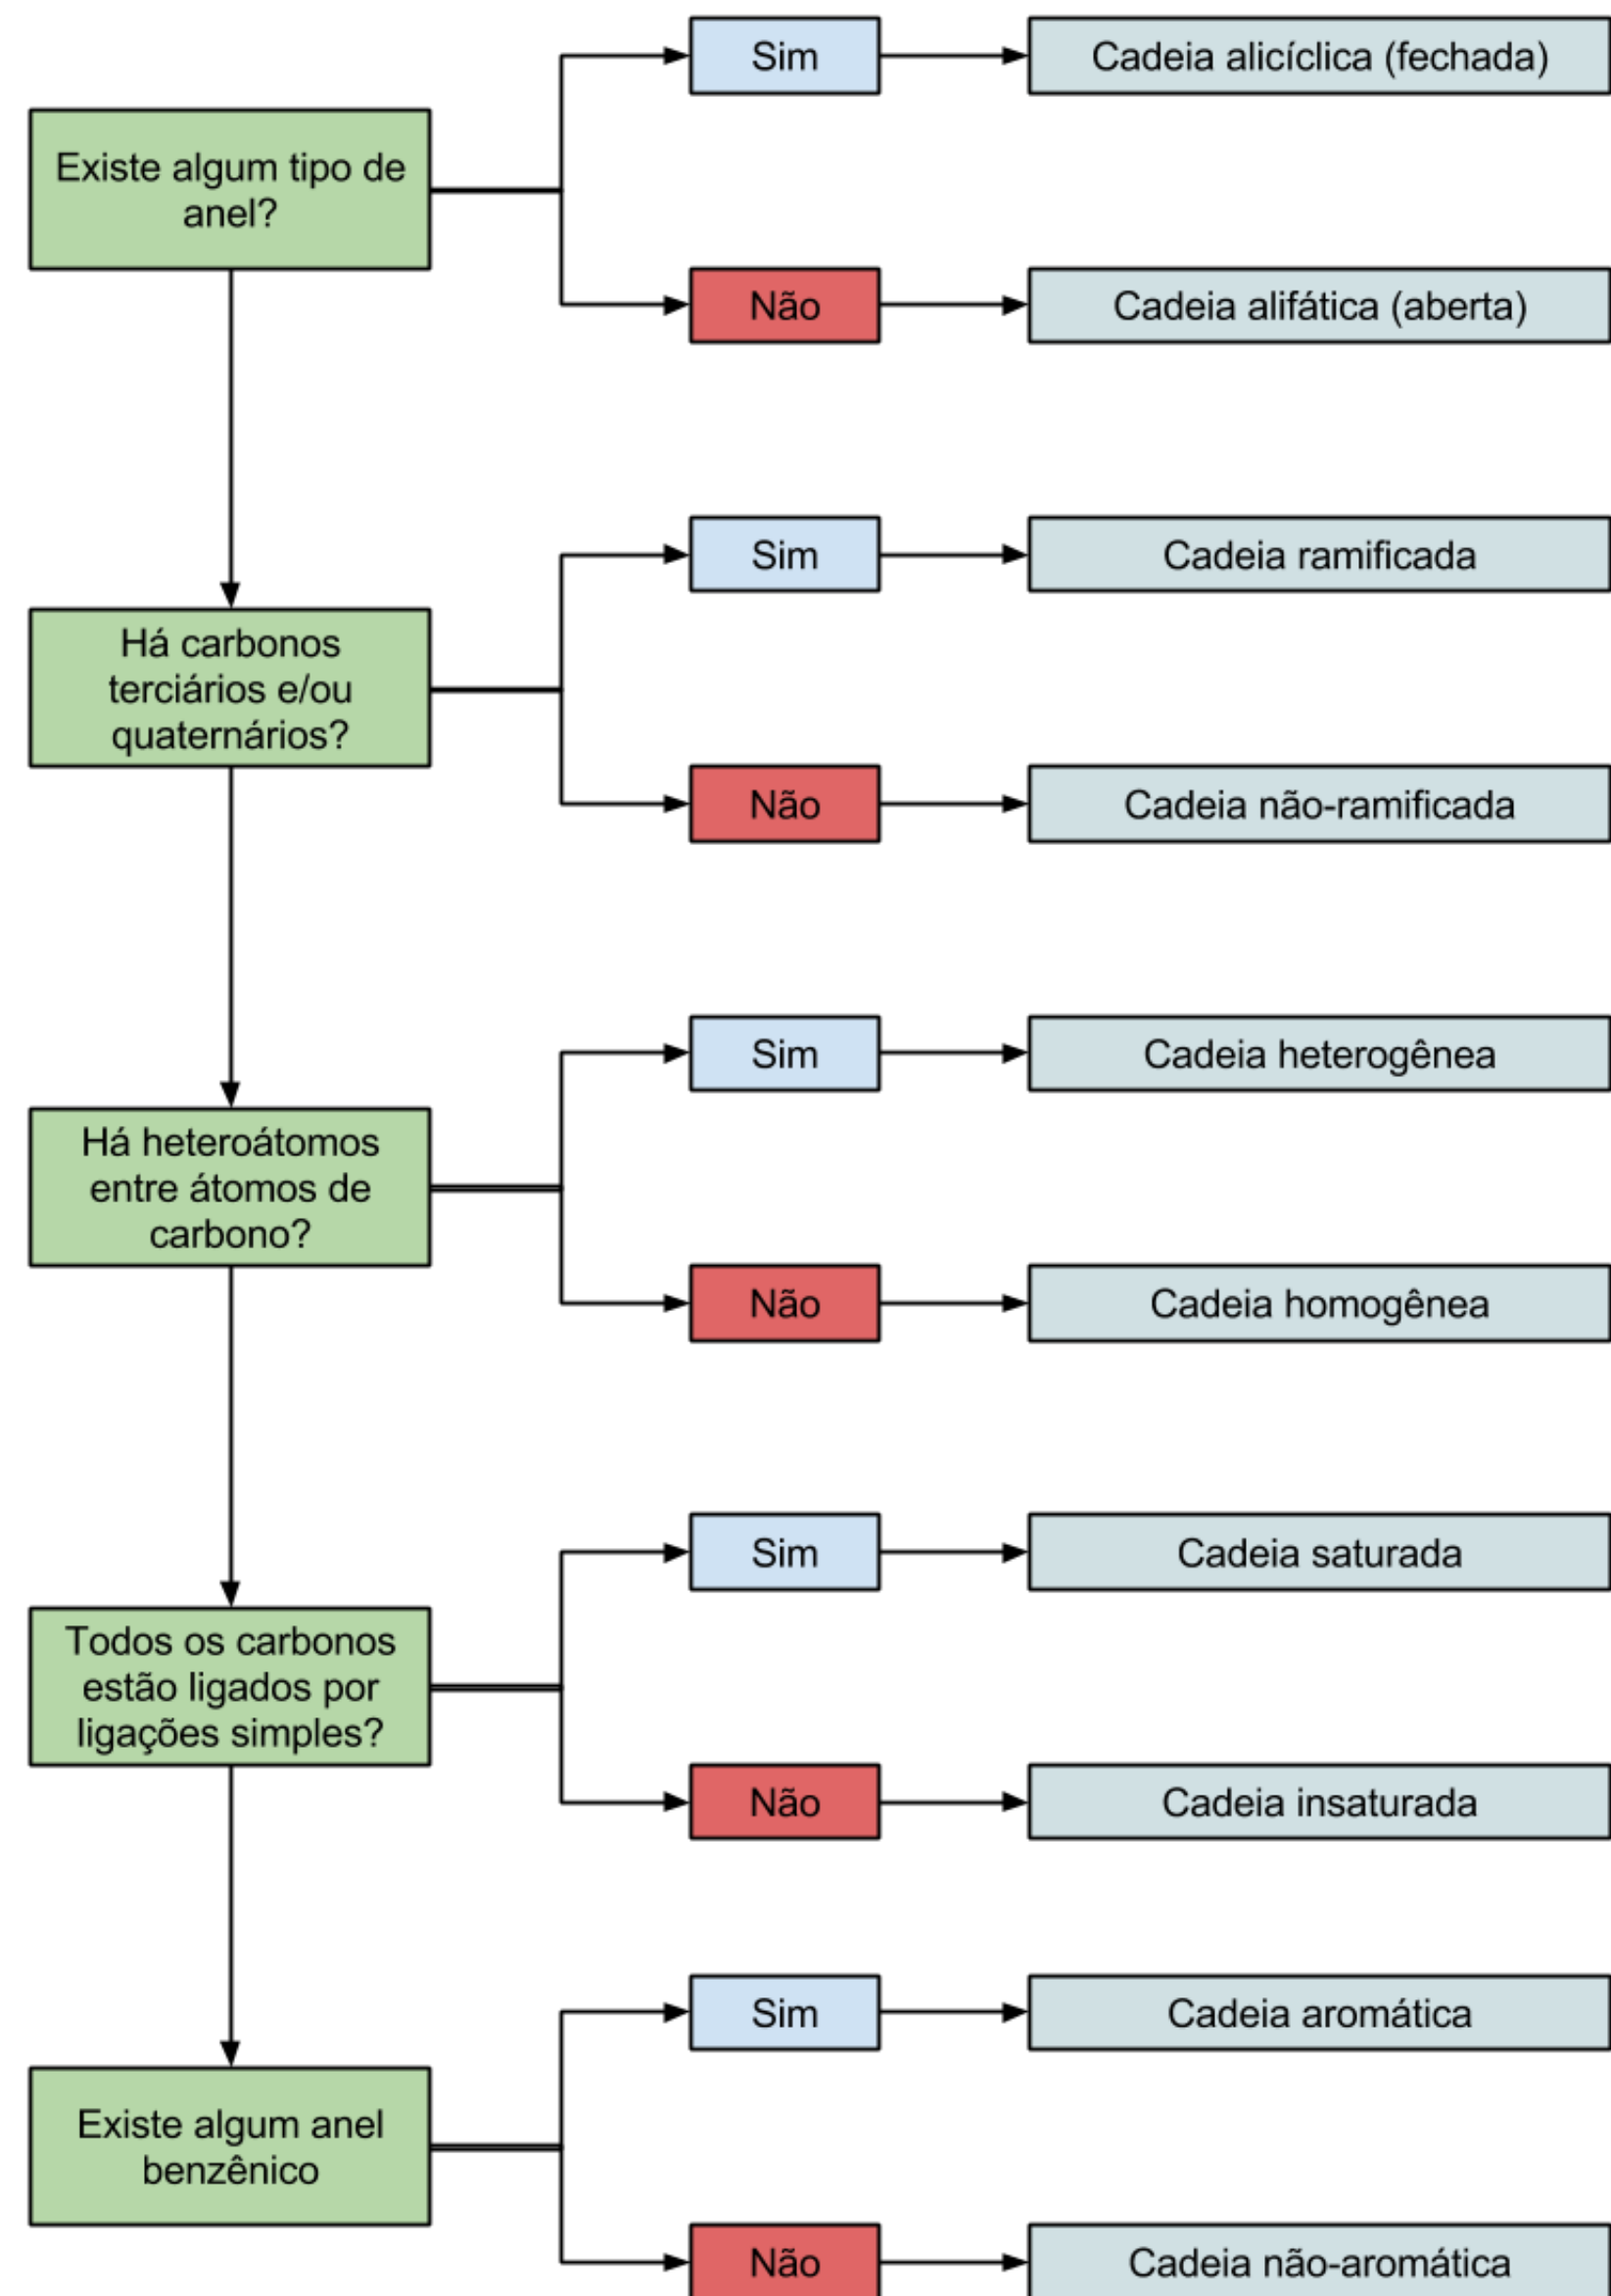 Sim
Cadeia alicíclica (fechada)
Existe algum tipo de
anel?
Não
Cadeia alifática (aberta)
Sim
Cadeia ramificada
Há carbonos
terciários e/ou
quaternários?
Não
Cadeia não-ramificada
Sim
Cadeia heterogênea
Há heteroátomos
entre átomos de
carbono?
Não
Cadeia homogênea
Sim
Cadeia saturada
Todos os carbonos
estão ligados por
ligações simples?
Não
Cadeia insaturada
Sim
Cadeia aromática
Existe algum anel
benzênico
Não
Cadeia não-aromática